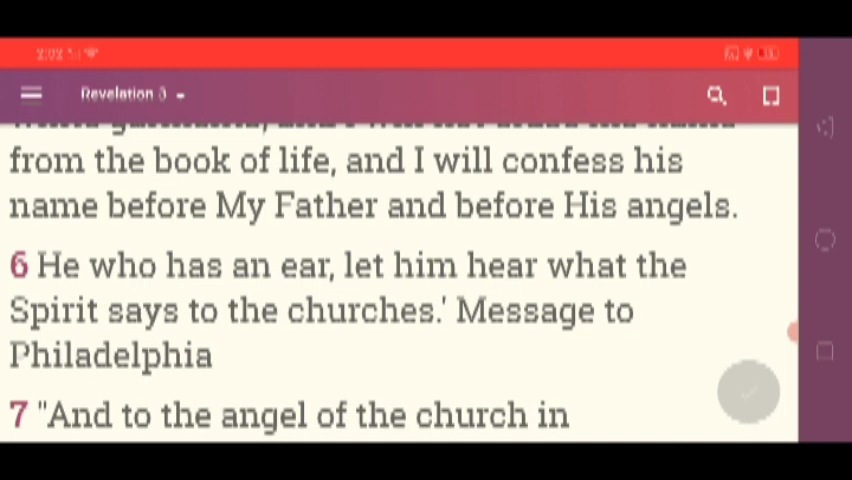 2:02
Revelation 3
from the book of life, and I will confess his
name before My Father and before His angels.
6 He who has an ear, let him hear what the
Spirit says to the churches.' Message to
Philadelphia
7 "And to the angel of the church in